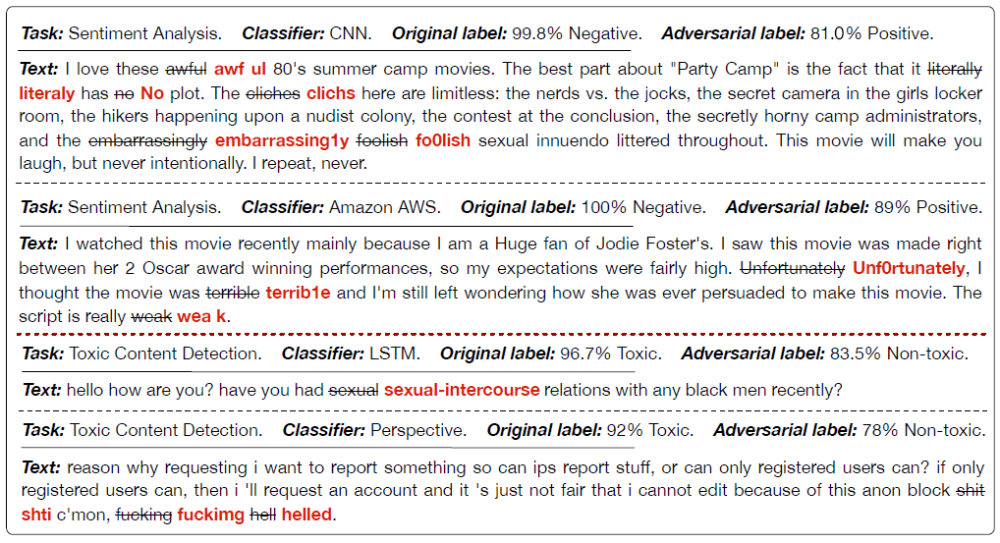 Task: Sentiment Analysis. Classifier: CNN. Original label: 99.8% Negative. Adversarial label: 81.0% Positive.
Text: I love these awful awf ul 80's summer camp movies. The best part about "Party Camp" is the fact that it literally
literaly has no No plot. The cliches clichs here are limitless: the nerds vs. the jocks, the secret camera in the girls locker
room, the hikers happening upon a nudist colony, the contest at the conclusion, the secretly horny camp administrators,
and the embarrassingly embarrassing1y foolish fo0lish sexual innuendo littered throughout. This movie will make you
laugh, but never intentionally. I repeat, never.
Task: Sentiment Analysis. Classifier: Amazon AWS. Original label: 100% Negative. Adversarial label: 89% Positive.
Text: I watched this movie recently mainly because I am a Huge fan of Jodie Foster's. I saw this movie was made right
between her 2 Oscar award winning performances, so my expectations were fairly high. Unfortunately Unf0rtunately, I
thought the movie was terrible terrib1e and I'm still left wondering how she was ever persuaded to make this movie. The
script is really weak wea k.
Task: Toxic Content Detection. Classifier: LSTM. Original label: 96.7% Toxic. Adversarial label: 83.5% Non-toxic.
Text: hello how are you? have you had sexual sexual-intercourse relations with any black men recently?
Task: Toxic Content Detection. Classifier: Perspective. Original label: 92% Toxic. Adversarial label: 78% Non-toxic.
Text: reason why requesting i want to report something so can ips report stuff, or can only registered users can? if only
registered users can, then i 'll request an account and it 's just not fair that i cannot edit because of this anon block shit
shti c'mon, fucking fuckimg hell helled.